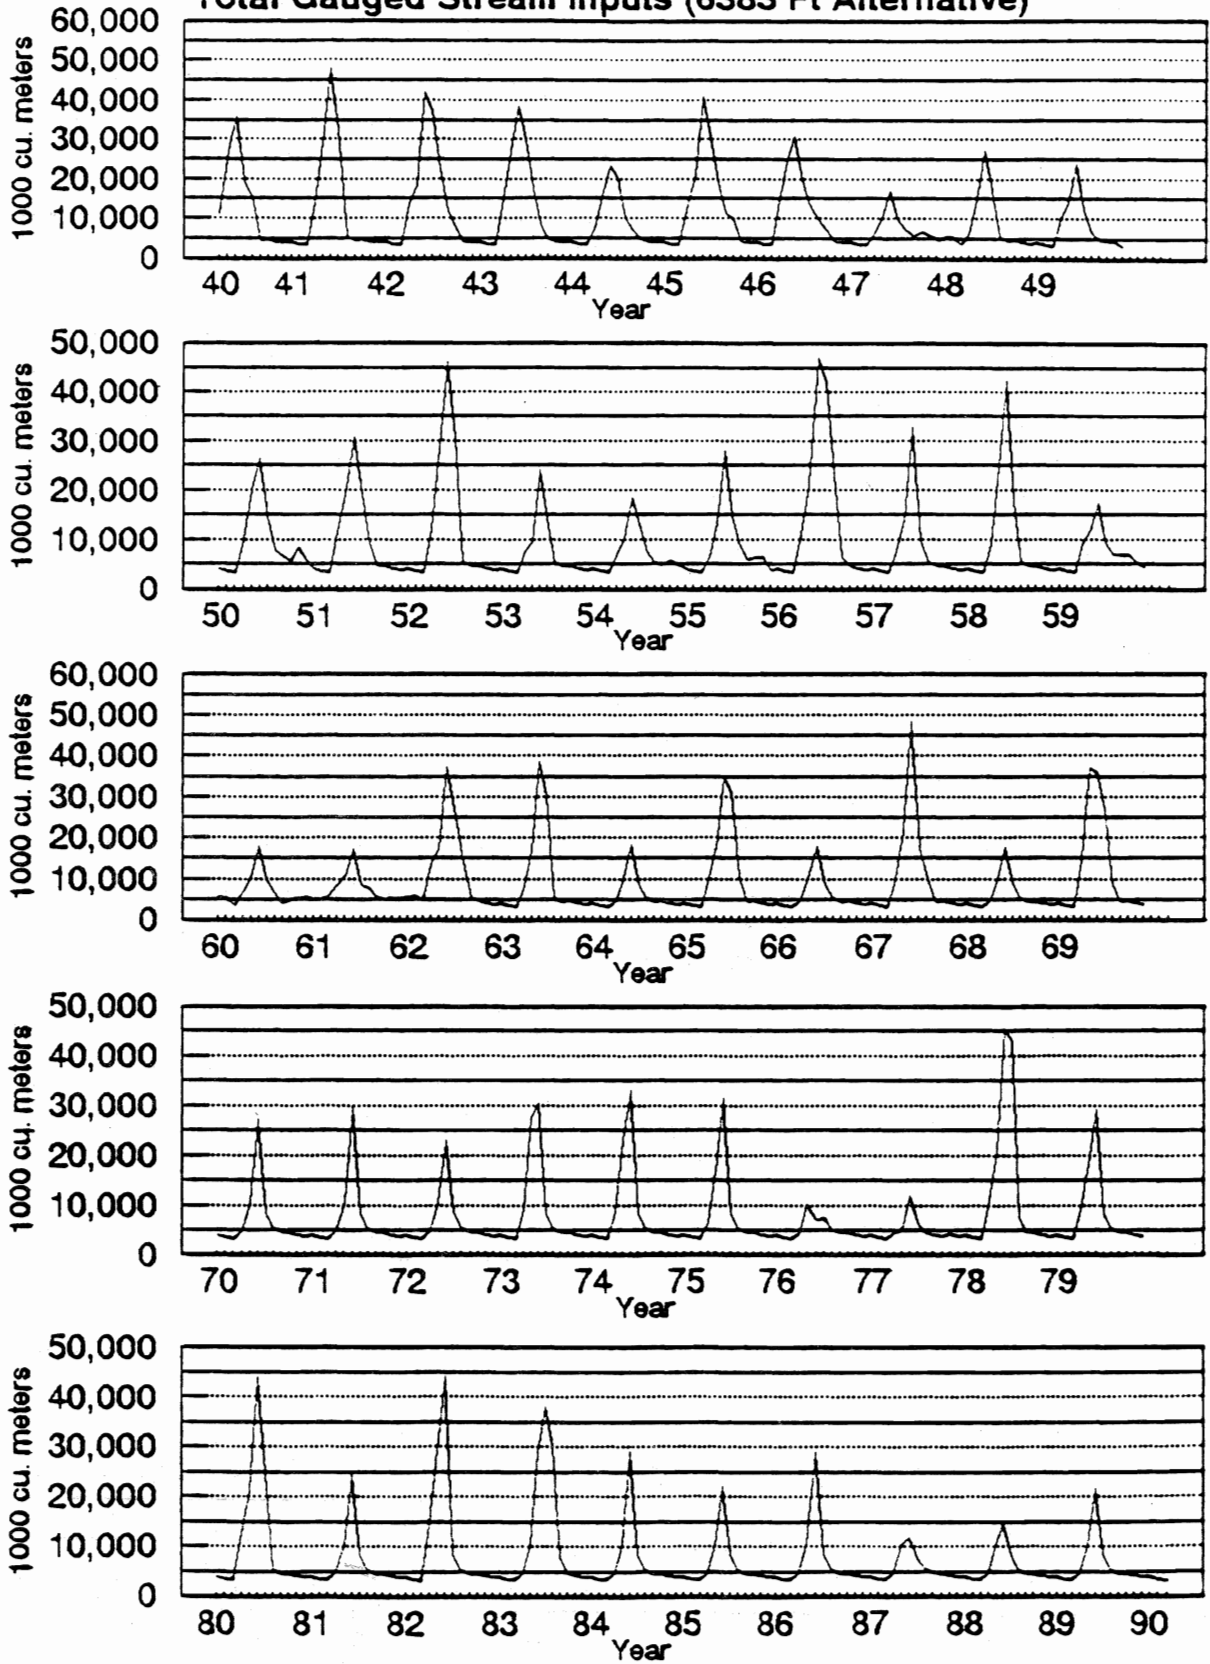 Total Gauged Stream Inputs (6383 Ft Alternative)
1000 cu. meters
60,000
50,000
40,000
30,000
20,000
10,000
0
40 41 42 43 44 45 46 47 48 49
Year
1000 cu. meters
50,000
40,000
30,000
20,000
10,000
0
50 51 52 53 54 55 56 57 58 59
Year
1000 cu. meters
60,000
50,000
40,000
30,000
20,000
10,000
0
60 61 62 63 64 65 66 67 68 69
Year
1000 cu. meters
50,000
40,000
30,000
20,000
10,000
0
70 71 72 73 74 75 76 77 78 79
Year
1000 cu. meters
50,000
40,000
30,000
20,000
10,000
0
80 81 82 83 84 85 86 87 88 89 90
Year